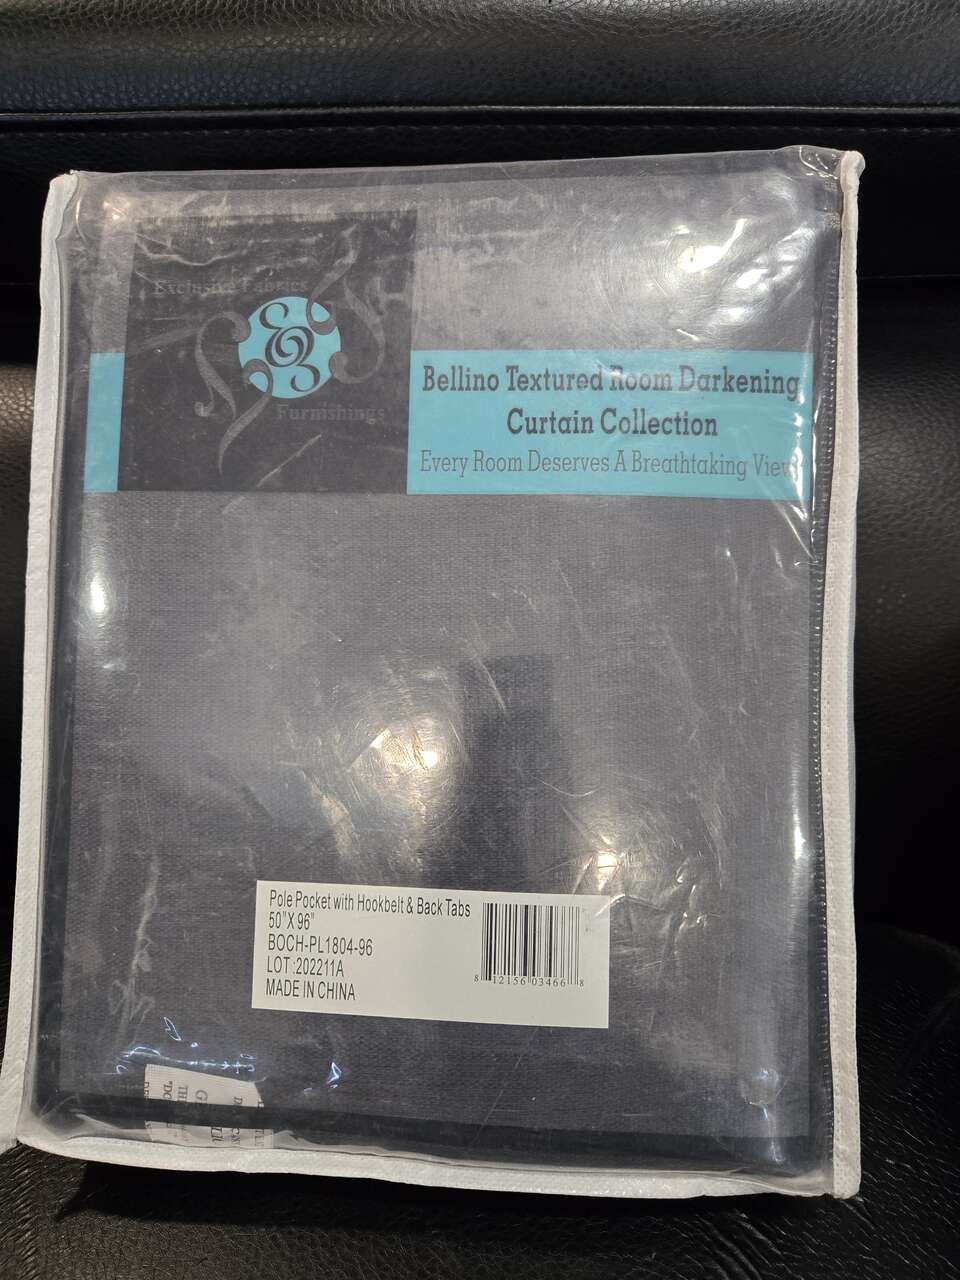 Exclusive Fabrics
&
Furnishings
Bellino Textured Room Darkening
Curtain Collection
Every Room Deserves A Breathtaking View
Pole Pocket with Hookbelt & Back Tabs
50"X 96"
BOCH-PL1804-96
LOT:202211A
MADE IN CHINA
8 12156 03466 8